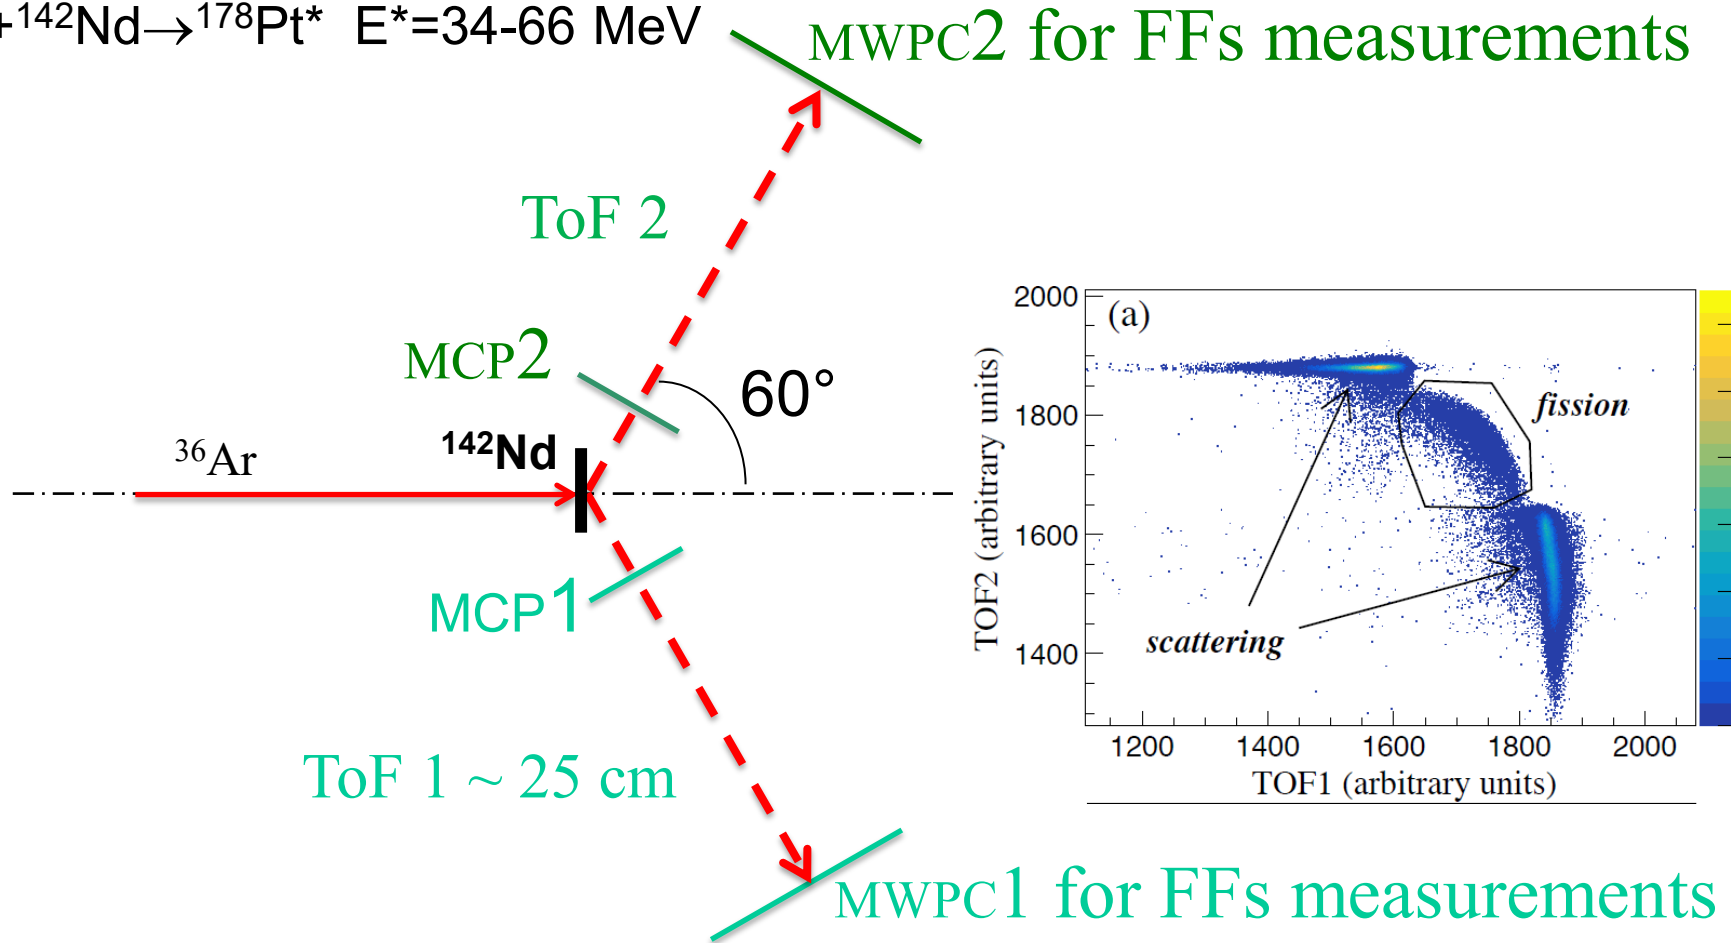 +¹⁴²Nd→¹⁷⁸Pt* E*=34-66 MeV
MWPC2 for FFs measurements
ToF 2
MCP2
60°
³⁶Ar
¹⁴²Nd
MCP1
ToF 1 ~ 25 cm
MWPC1 for FFs measurements
(a)
fission
scattering
TOF2 (arbitrary units)
2000
1800
1600
1400
1200 1400 1600 1800 2000
TOF1 (arbitrary units)